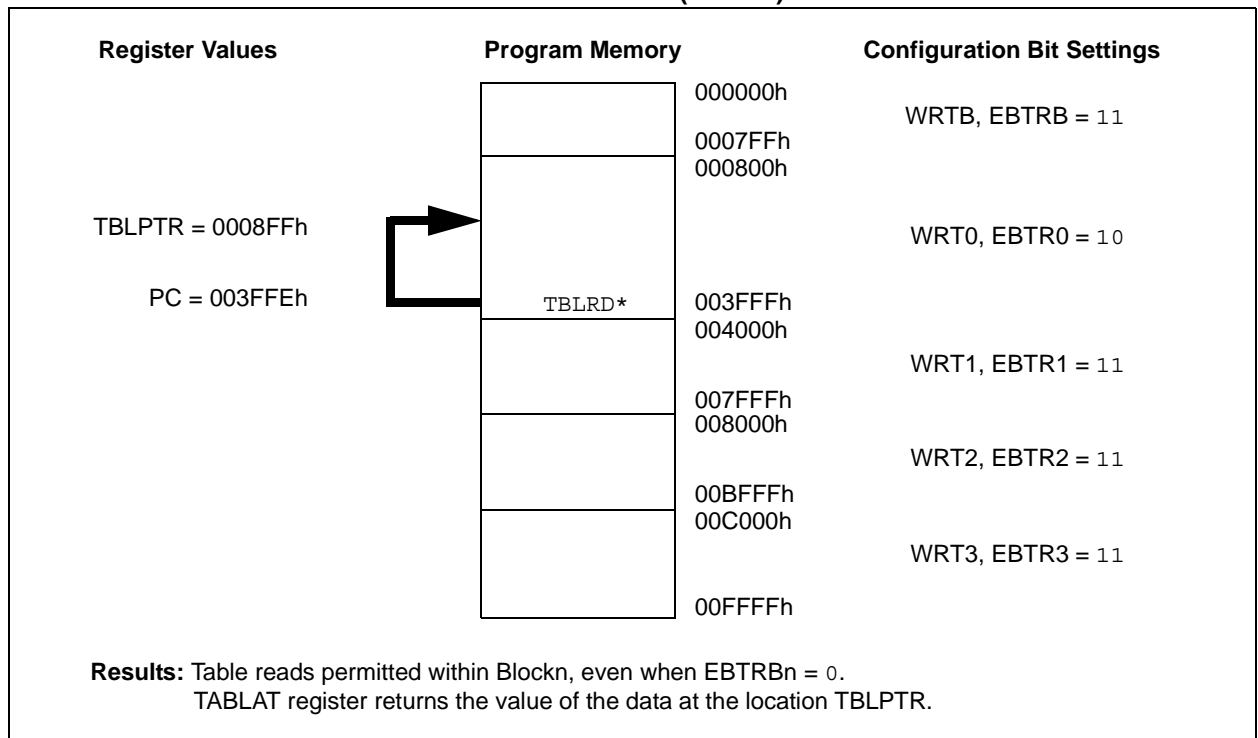 Register Values Program Memory Configuration Bit Settings
000000h
WRTB, EBTRB = 11
0007FFh
000800h
TBLPTR = 0008FFh
WRT0, EBTR0 = 10
PC = 003FFEh
TBLRD*
003FFFh
004000h
WRT1, EBTR1 = 11
007FFFh
008000h
WRT2, EBTR2 = 11
00BFFFh
00C000h
WRT3, EBTR3 = 11
00FFFFh
Results: Table reads permitted within Blockn, even when EBTRBn = 0.
TABLAT register returns the value of the data at the location TBLPTR.